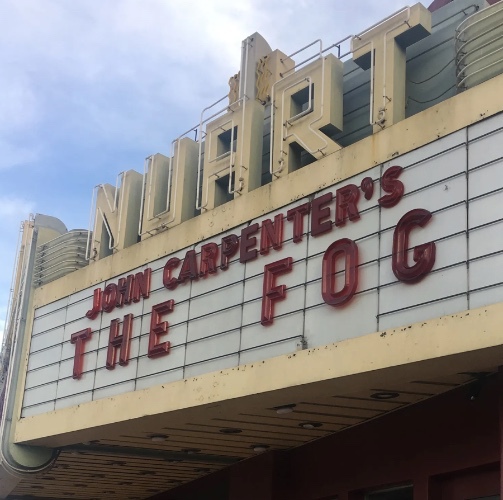 NUART
JOHN CARPENTER'S
THE FOG